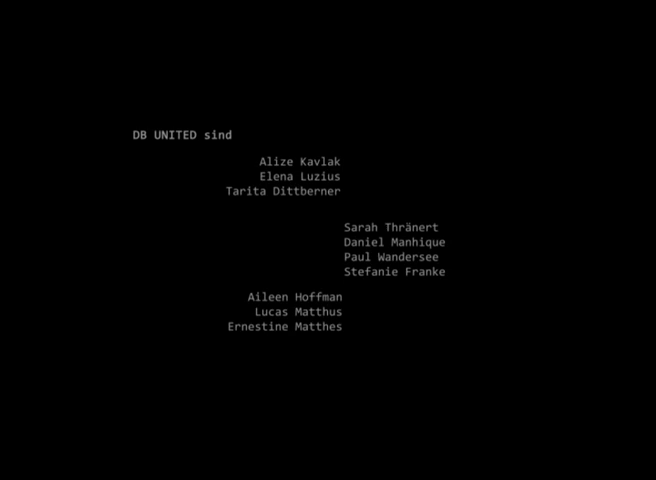 DB UNITED sind
Alize Kavlak
Elena Luzius
Tarita Dittberner
Sarah Thränert
Daniel Manhique
Paul Wandersee
Stefanie Franke
Aileen Hoffman
Lucas Matthus
Ernestine Matthes